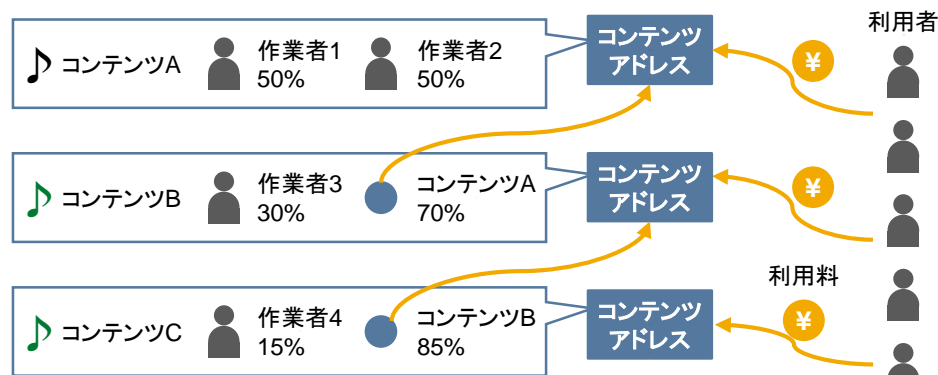 利用者
コンテンツA
作業者1
50%
作業者2
50%
コンテンツ
アドレス
¥
コンテンツB
作業者3
30%
コンテンツA
70%
コンテンツ
アドレス
¥
利用料
コンテンツC
作業者4
15%
コンテンツB
85%
コンテンツ
アドレス
¥